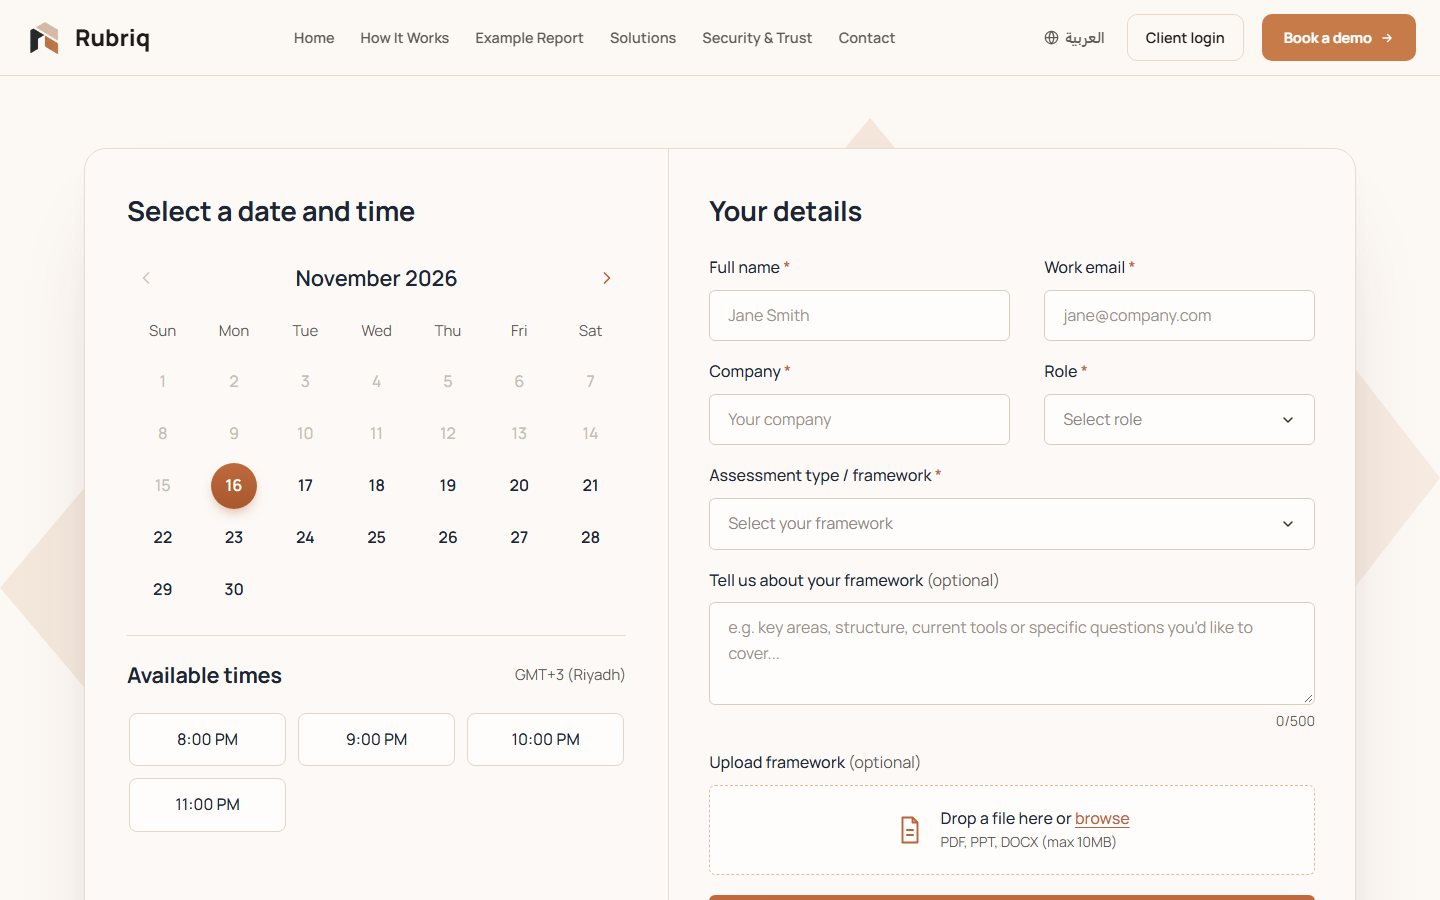 Rubriq
Home How It Works Example Report Solutions Security & Trust Contact
العربية
Client login
Book a demo
Select a date and time
November 2026
Sun Mon Tue Wed Thu Fri Sat
1 2 3 4 5 6 7
8 9 10 11 12 13 14
15 16 17 18 19 20 21
22 23 24 25 26 27 28
29 30
Available times GMT+3 (Riyadh)
8:00 PM 9:00 PM 10:00 PM
11:00 PM
Your details
Full name * Work email *
Jane Smith jane@company.com
Company * Role *
Your company Select role
Assessment type / framework *
Select your framework
Tell us about your framework (optional)
e.g. key areas, structure, current tools or specific questions you'd like to
cover...
0/500
Upload framework (optional)
Drop a file here or browse
PDF, PPT, DOCX (max 10MB)